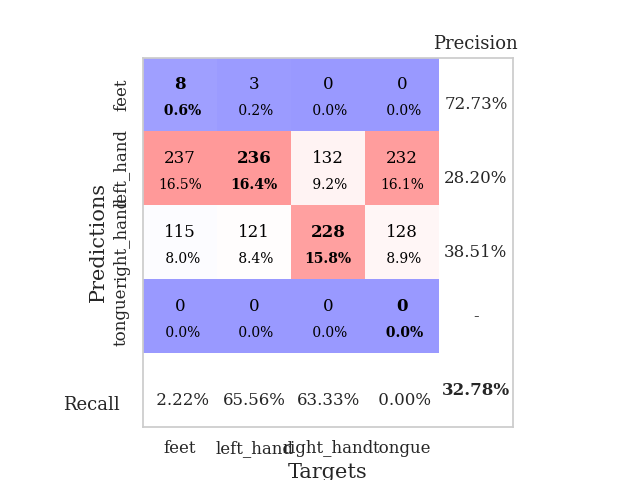 Precision
feet 8 3 0 0 72.73%
0.6% 0.2% 0.0% 0.0%
left_hand 237 236 132 232 28.20%
16.5% 16.4% 9.2% 16.1%
right_hand 115 121 228 128 38.51%
8.0% 8.4% 15.8% 8.9%
tongue 0 0 0 0 -
0.0% 0.0% 0.0% 0.0%
Predictions
Recall 2.22% 65.56% 63.33% 0.00% 32.78%
feet left_hand right_hand tongue
Targets